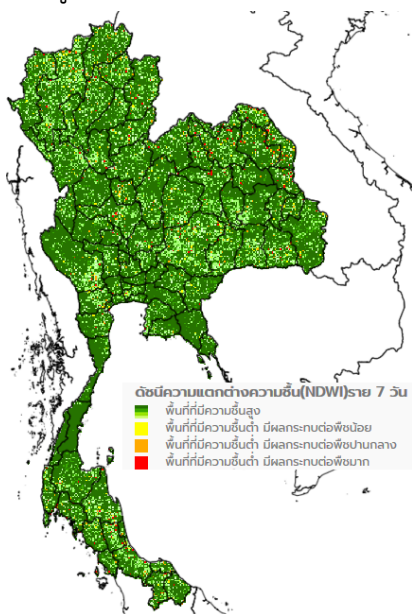 ดัชนีความแตกต่างความชื้น(NDWI)ราย 7 วัน
พื้นที่ที่มีความชื้นสูง
พื้นที่ที่มีความชื้นต่ำ มีผลกระทบต่อพืชน้อย
พื้นที่ที่มีความชื้นต่ำ มีผลกระทบต่อพืชปานกลาง
พื้นที่ที่มีความชื้นต่ำ มีผลกระทบต่อพืชมาก